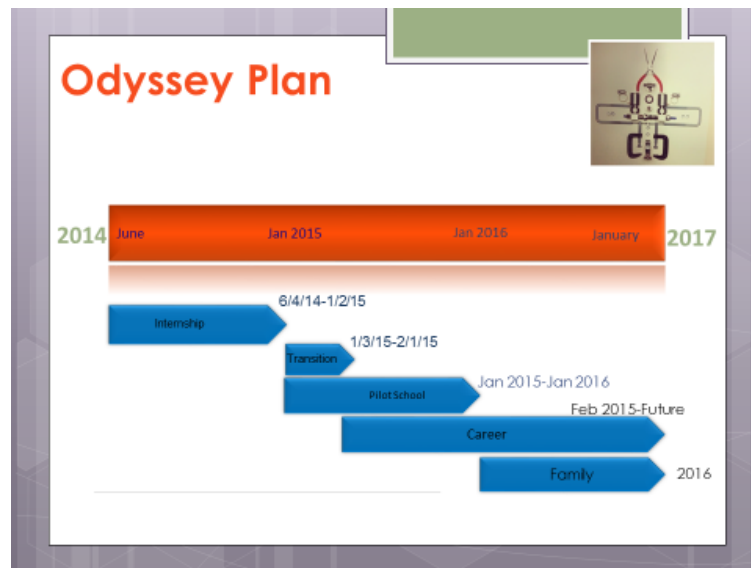 Odyssey Plan
2014 June Jan 2015 Jan 2016 January 2017
6/4/14-1/2/15
Internship
1/3/15-2/1/15
Transition
Jan 2015-Jan 2016
Pilot School
Feb 2015-Future
Career
Family 2016